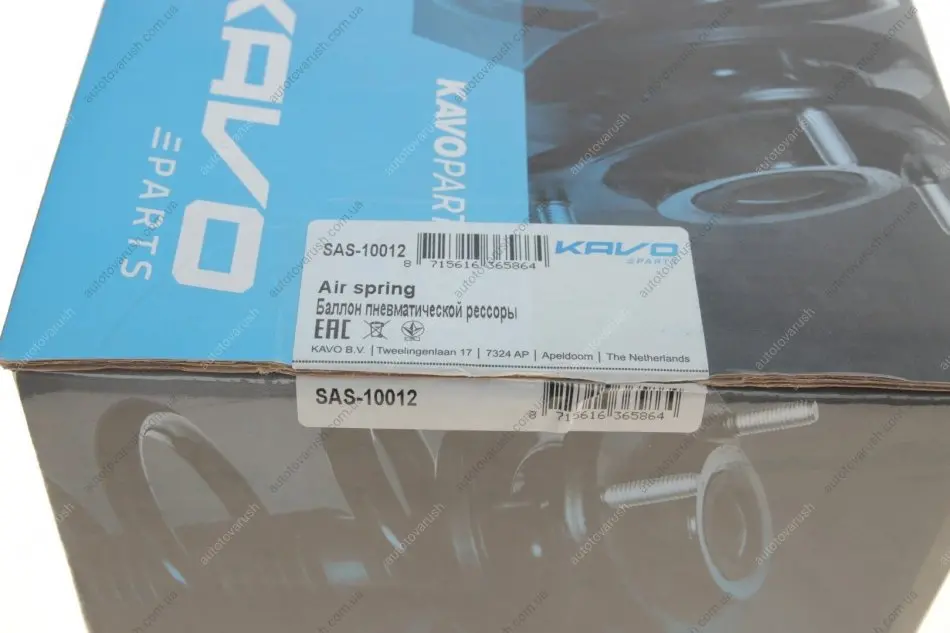 KAVO
PARTS
KAVOPART
SAS-10012
8 715616 365864
KAVO
PARTS
Air spring
Баллон пневматической рессоры
EAC
KAVO B.V. | Tweelingenlaan 17 | 7324 AP | Apeldoorn | The Netherlands
SAS-10012
8 715616 365864
autotovarush.com.ua